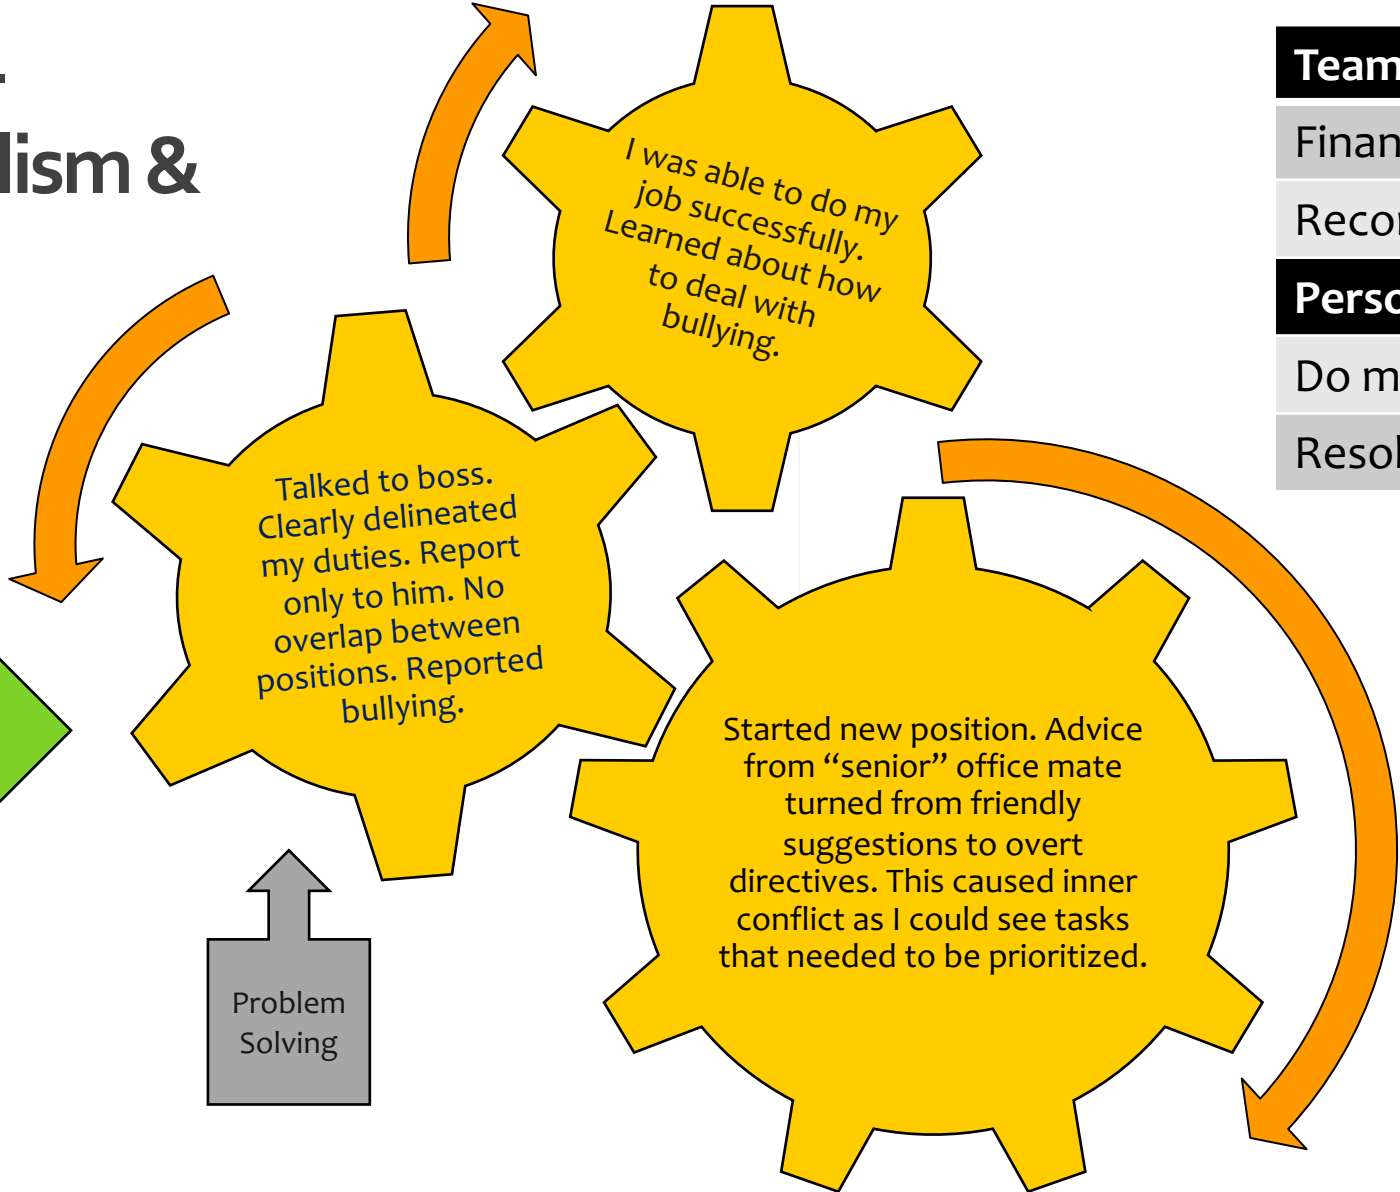 lism &
I was able to do my
job successfully.
Learned about how
to deal with
bullying.
Talked to boss.
Clearly delineated
my duties. Report
only to him. No
overlap between
positions. Reported
bullying.
Started new position. Advice
from “senior” office mate
turned from friendly
suggestions to overt
directives. This caused inner
conflict as I could see tasks
that needed to be prioritized.
Problem
Solving
Team
Finan
Recor
Perso
Do m
Resol